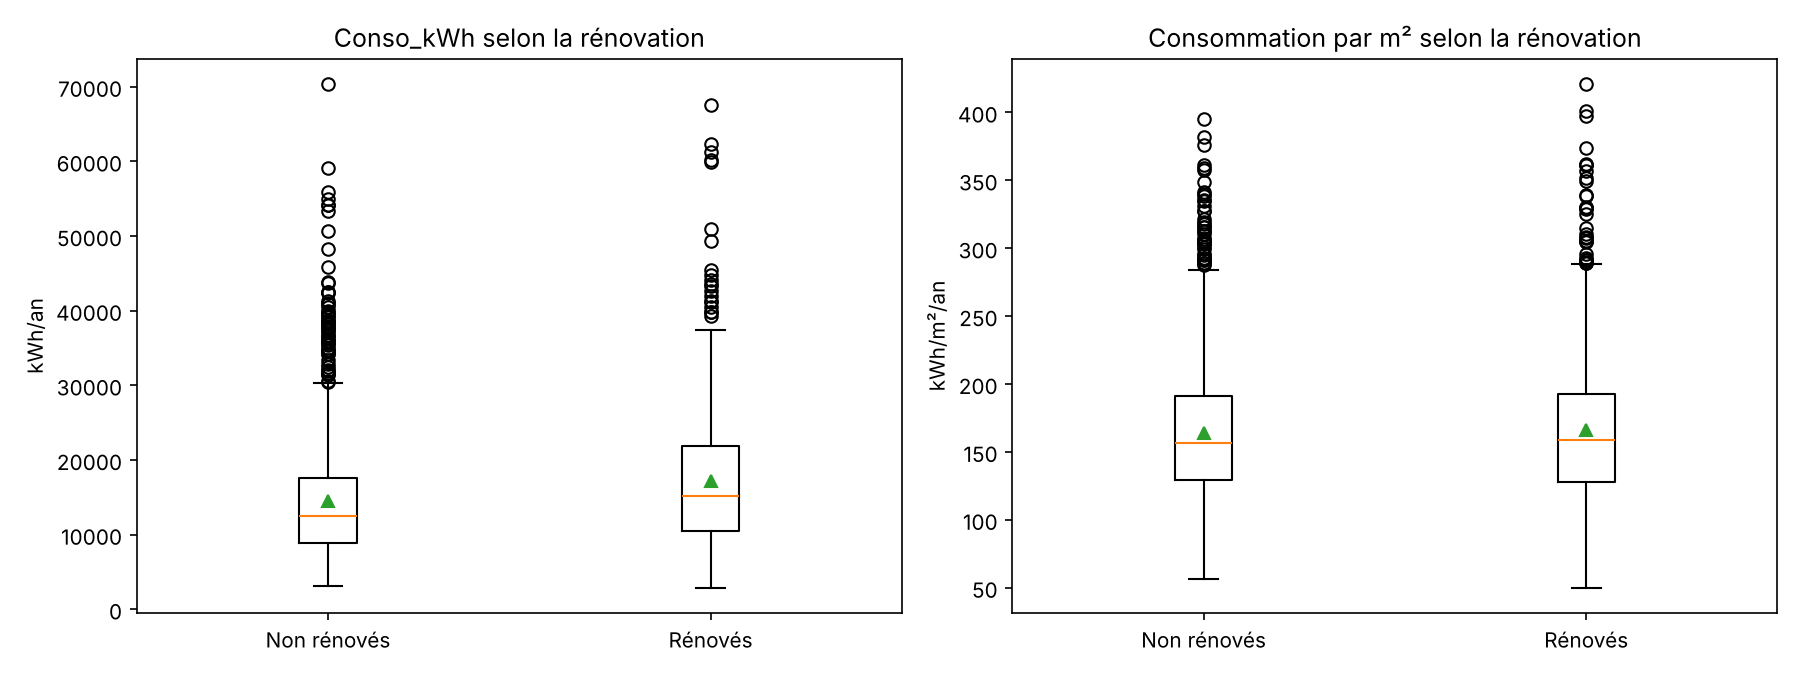 Conso_kWh selon la rénovation
kWh/an
70000
60000
50000
40000
30000
20000
10000
0
Non rénovés
Rénovés
Consommation par m² selon la rénovation
kWh/m²/an
400
350
300
250
200
150
100
50
Non rénovés
Rénovés